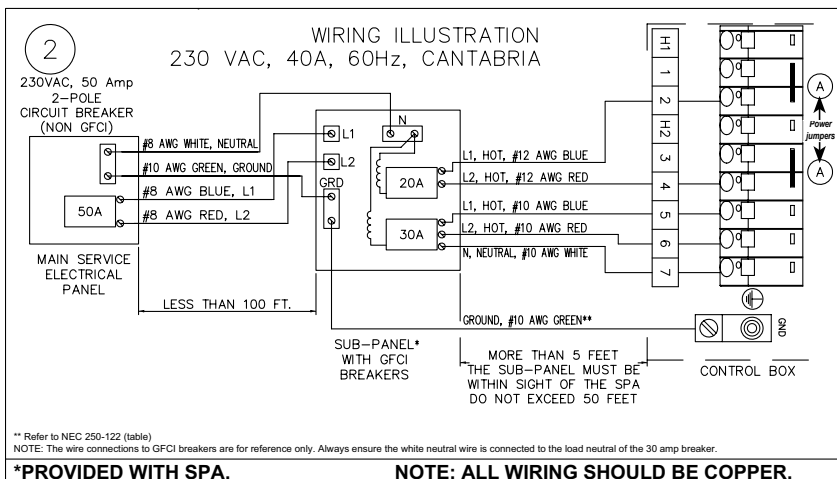 2
WIRING ILLUSTRATION
230 VAC, 40A, 60Hz, CANTABRIA
230VAC, 50 Amp
2-POLE
CIRCUIT BREAKER
(NON GFCI)
#8 AWG WHITE, NEUTRAL
#10 AWG GREEN, GROUND
#8 AWG BLUE, L1
#8 AWG RED, L2
50A
MAIN SERVICE
ELECTRICAL
PANEL
LESS THAN 100 FT.
N
L1
L2
GRD
20A
30A
SUB-PANEL*
WITH GFCI
BREAKERS
L1, HOT, #12 AWG BLUE
L2, HOT, #12 AWG RED
L1, HOT, #10 AWG BLUE
L2, HOT, #10 AWG RED
N, NEUTRAL, #10 AWG WHITE
GROUND, #10 AWG GREEN**
MORE THAN 5 FEET
THE SUB-PANEL MUST BE
WITHIN SIGHT OF THE SPA
DO NOT EXCEED 50 FEET
H1
1
2
H2
3
4
5
6
7
A
Power
jumpers
A
GND
CONTROL BOX
** Refer to NEC 250-122 (table)
NOTE: The wire connections to GFCI breakers are for reference only. Always ensure the white neutral wire is connected to the load neutral of the 30 amp breaker.
*PROVIDED WITH SPA.
NOTE: ALL WIRING SHOULD BE COPPER.